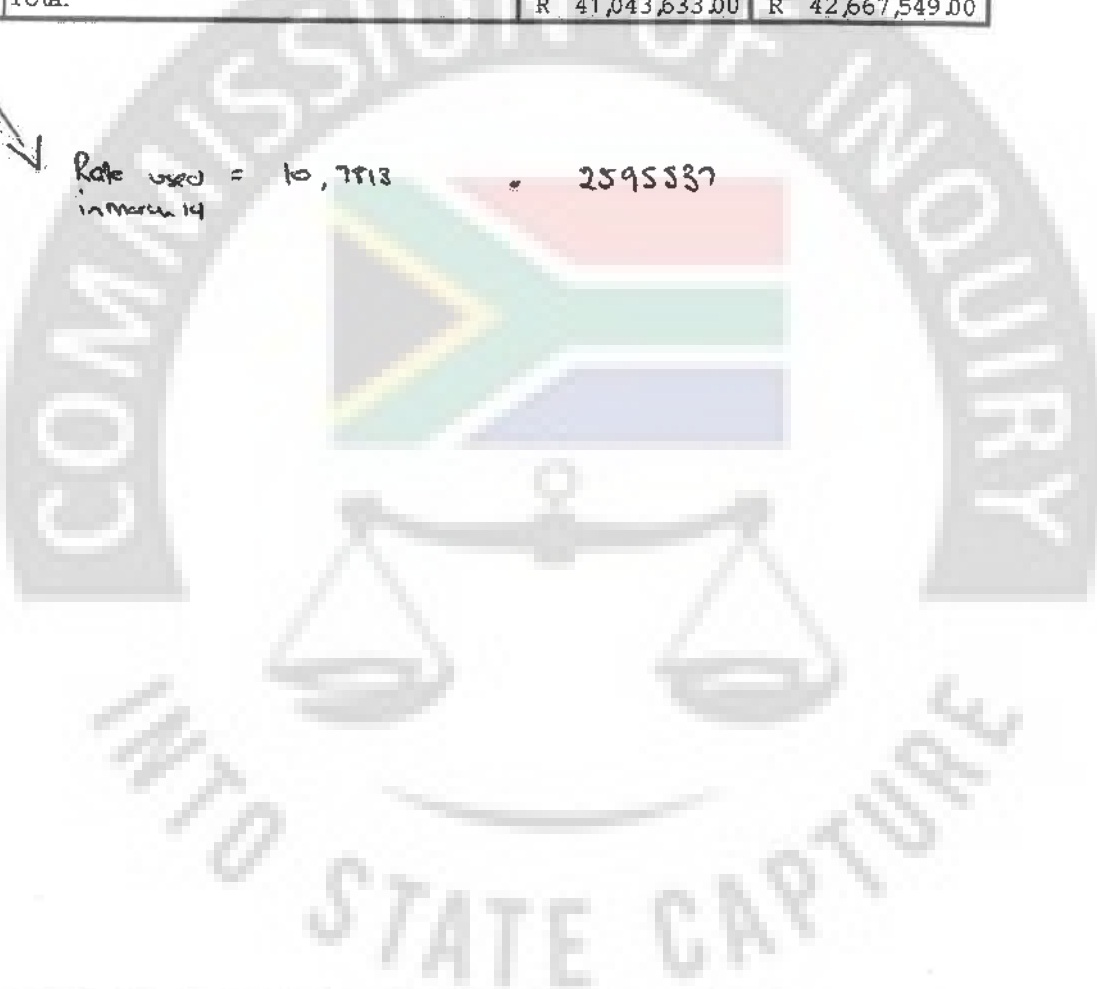 Total R 41,043,633.00 R 42,667,549.00
Rate used = 10,7813 . 2595537
in March 14
COMMISSION OF INQUIRY
INTO STATE CAPTURE